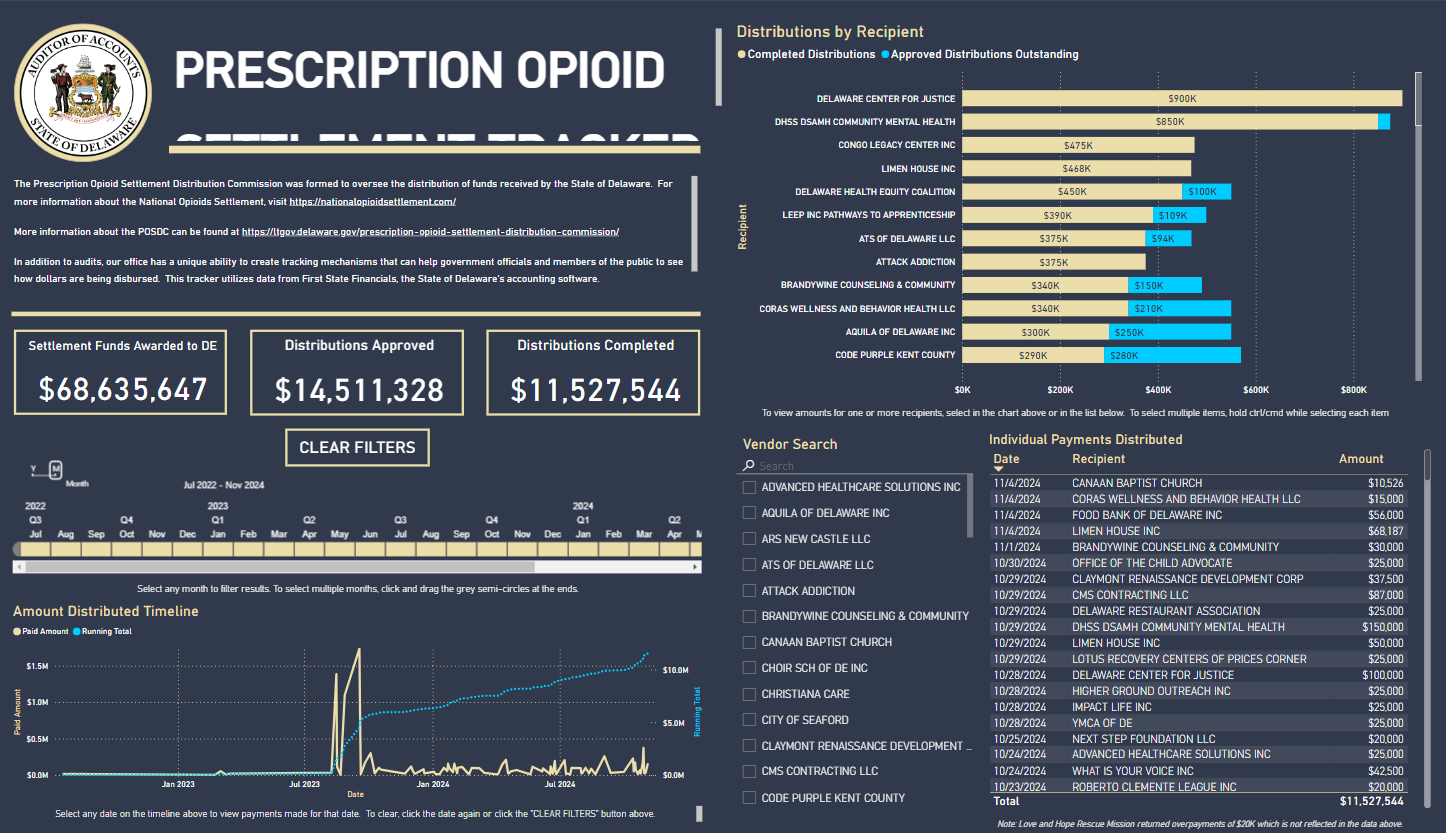 AUDITOR OF ACCOUNTS
STATE OF DELAWARE
PRESCRIPTION OPIOID
SETTLEMENT TRACKER
The Prescription Opioid Settlement Distribution Commission was formed to oversee the distribution of funds received by the State of Delaware. For
more information about the National Opioids Settlement, visit https://nationalopioidsettlement.com/
More information about the POSDC can be found at https://ltgov.delaware.gov/prescription-opioid-settlement-distribution-commission/
In addition to audits, our office has a unique ability to create tracking mechanisms that can help government officials and members of the public to see
how dollars are being disbursed. This tracker utilizes data from First State Financials, the State of Delaware's accounting software.
Settlement Funds Awarded to DE
$68,635,647
Distributions Approved
$14,511,328
Distributions Completed
$11,527,544
CLEAR FILTERS
Y M
Month
Jul 2022 - Nov 2024
2022 2023 2024
Q3 Q4 Q1 Q2 Q3 Q4 Q1 Q2
Jul Aug Sep Oct Nov Dec Jan Feb Mar Apr May Jun Jul Aug Sep Oct Nov Dec Jan Feb Mar Apr M
Select any month to filter results. To select multiple months, click and drag the grey semi-circles at the ends.
Amount Distributed Timeline
Paid Amount Running Total
Paid Amount
$1.5M
$1.0M
$0.5M
$0.0M
$10.0M
$5.0M
$0.0M
Running Total
Jan 2023 Jul 2023 Jan 2024 Jul 2024
Date
Select any date on the timeline above to view payments made for that date. To clear, click the date again or click the "CLEAR FILTERS" button above.
Distributions by Recipient
Completed Distributions Approved Distributions Outstanding
Recipient
DELAWARE CENTER FOR JUSTICE $900K
DHSS DSAMH COMMUNITY MENTAL HEALTH $850K
CONGO LEGACY CENTER INC $475K
LIMEN HOUSE INC $468K
DELAWARE HEALTH EQUITY COALITION $450K $100K
LEEP INC PATHWAYS TO APPRENTICESHIP $390K $109K
ATS OF DELAWARE LLC $375K $94K
ATTACK ADDICTION $375K
BRANDYWINE COUNSELING & COMMUNITY $340K $150K
CORAS WELLNESS AND BEHAVIOR HEALTH LLC $340K $210K
AQUILA OF DELAWARE INC $300K $250K
CODE PURPLE KENT COUNTY $290K $280K
$0K $200K $400K $600K $800K
To view amounts for one or more recipients, select in the chart above or in the list below. To select multiple items, hold ctrl/cmd while selecting each item
Vendor Search
Search
ADVANCED HEALTHCARE SOLUTIONS INC
AQUILA OF DELAWARE INC
ARS NEW CASTLE LLC
ATS OF DELAWARE LLC
ATTACK ADDICTION
BRANDYWINE COUNSELING & COMMUNITY
CANAAN BAPTIST CHURCH
CHOIR SCH OF DE INC
CHRISTIANA CARE
CITY OF SEAFORD
CLAYMONT RENAISSANCE DEVELOPMENT ...
CMS CONTRACTING LLC
CODE PURPLE KENT COUNTY
Individual Payments Distributed
Date Recipient Amount
11/4/2024 CANAAN BAPTIST CHURCH $10,526
11/4/2024 CORAS WELLNESS AND BEHAVIOR HEALTH LLC $15,000
11/4/2024 FOOD BANK OF DELAWARE INC $56,000
11/4/2024 LIMEN HOUSE INC $68,187
11/1/2024 BRANDYWINE COUNSELING & COMMUNITY $30,000
10/30/2024 OFFICE OF THE CHILD ADVOCATE $25,000
10/29/2024 CLAYMONT RENAISSANCE DEVELOPMENT CORP $37,500
10/29/2024 CMS CONTRACTING LLC $87,000
10/29/2024 DELAWARE RESTAURANT ASSOCIATION $25,000
10/29/2024 DHSS DSAMH COMMUNITY MENTAL HEALTH $150,000
10/29/2024 LIMEN HOUSE INC $50,000
10/29/2024 LOTUS RECOVERY CENTERS OF PRICES CORNER $25,000
10/28/2024 DELAWARE CENTER FOR JUSTICE $100,000
10/28/2024 HIGHER GROUND OUTREACH INC $25,000
10/28/2024 IMPACT LIFE INC $25,000
10/28/2024 YMCA OF DE $25,000
10/25/2024 NEXT STEP FOUNDATION LLC $20,000
10/24/2024 ADVANCED HEALTHCARE SOLUTIONS INC $25,000
10/24/2024 WHAT IS YOUR VOICE INC $42,500
10/23/2024 ROBERTO CLEMENTE LEAGUE INC $20,000
Total $11,527,544
Note: Love and Hope Rescue Mission returned overpayments of $20K which is not reflected in the data above.